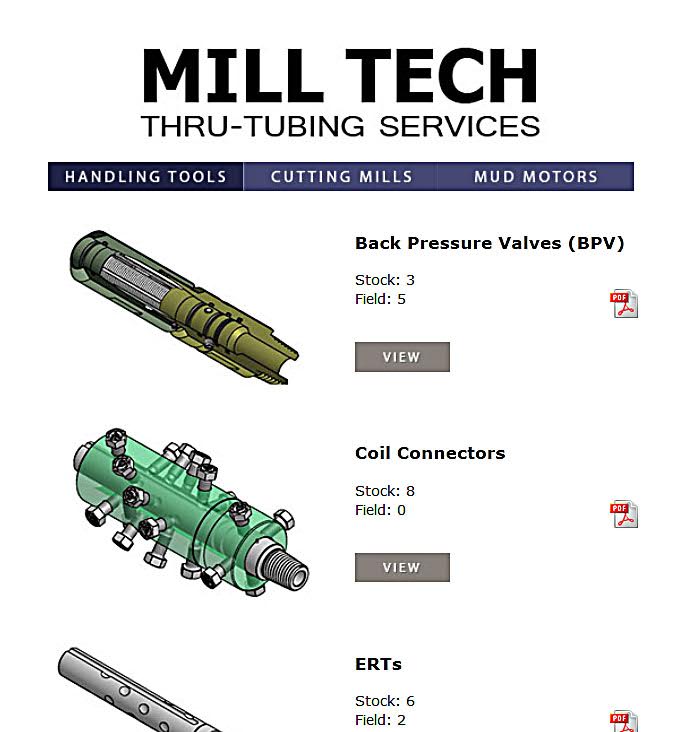 MILL TECH
THRU-TUBING SERVICES
HANDLING TOOLS CUTTING MILLS MUD MOTORS
Back Pressure Valves (BPV)
Stock: 3
Field: 5
PDF
VIEW
Coil Connectors
Stock: 8
Field: 0
PDF
VIEW
ERTs
Stock: 6
Field: 2
PDF